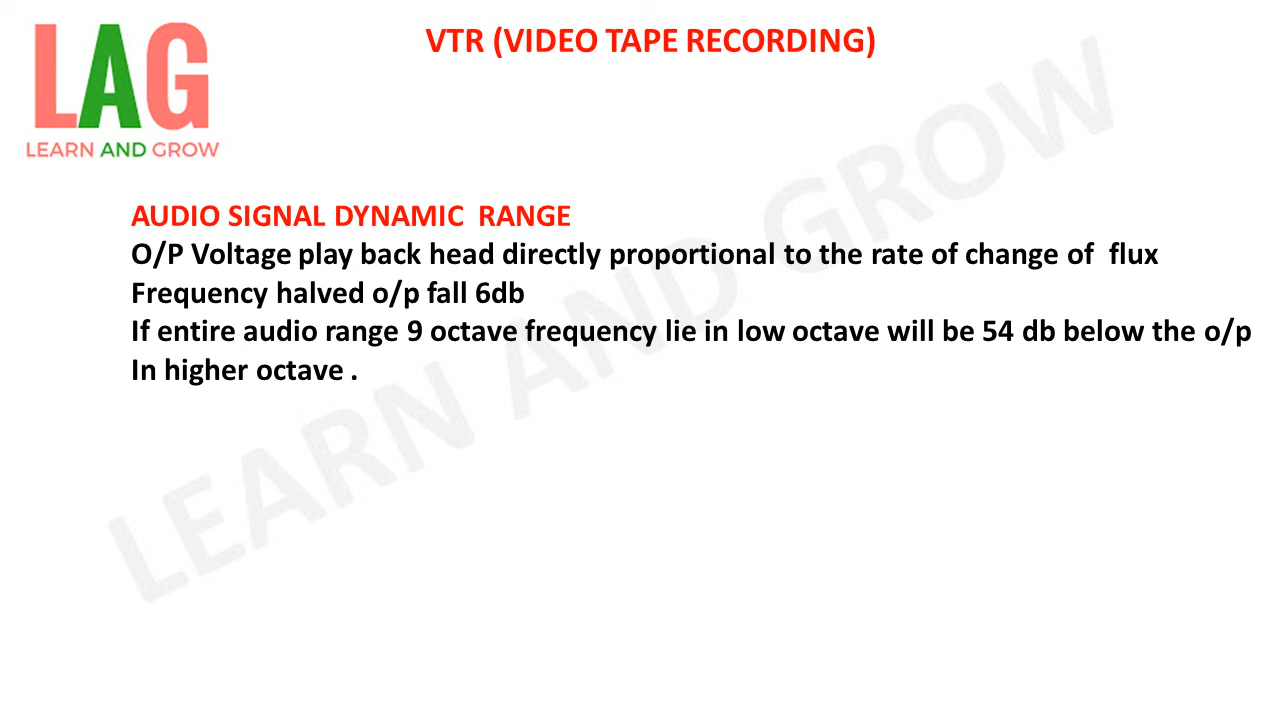 LAG
LEARN AND GROW
VTR (VIDEO TAPE RECORDING)
AUDIO SIGNAL DYNAMIC  RANGE
O/P Voltage play back head directly proportional to the rate of change of  flux
Frequency halved o/p fall 6db
If entire audio range 9 octave frequency lie in low octave will be 54 db below the o/p
In higher octave .
LEARN AND GROW